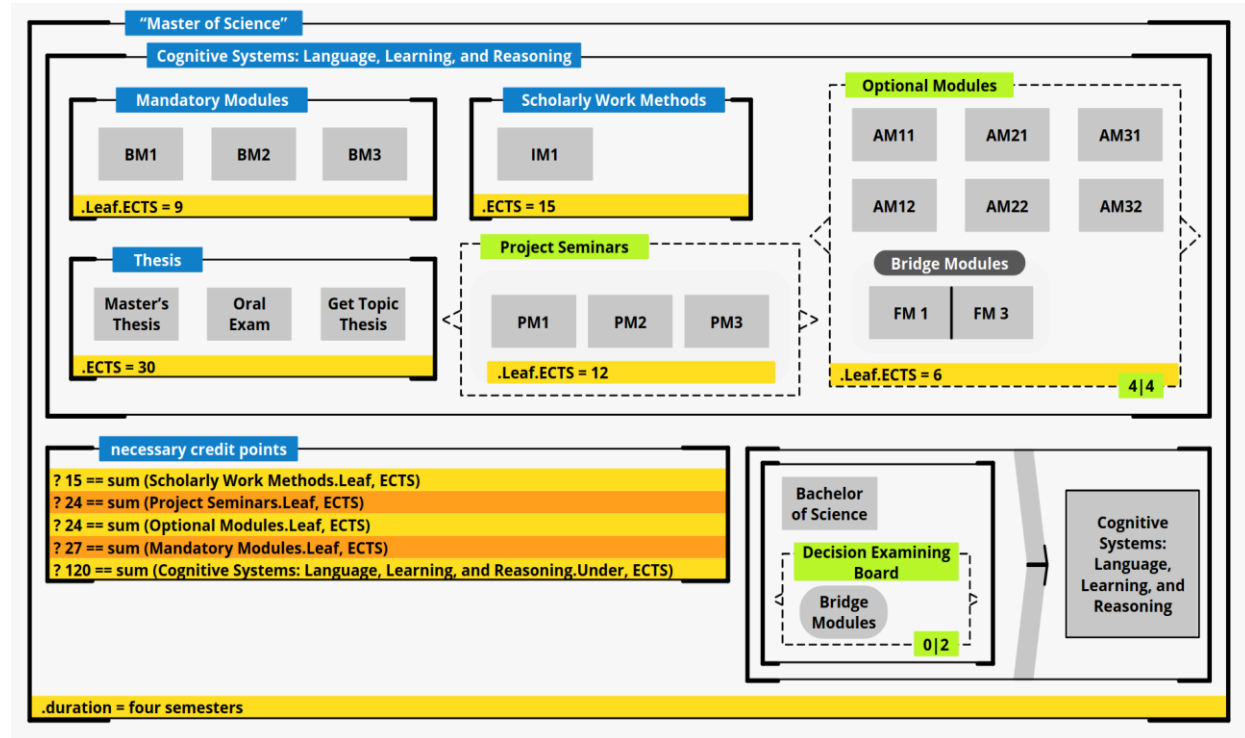 “Master of Science”
Cognitive Systems: Language, Learning, and Reasoning
Mandatory Modules
BM1
BM2
BM3
.Leaf.ECTS = 9
Scholarly Work Methods
IM1
.ECTS = 15
Optional Modules
AM11
AM21
AM31
AM12
AM22
AM32
Bridge Modules
FM 1
FM 3
.Leaf.ECTS = 6
4|4
Thesis
Master’s
Thesis
Oral
Exam
Get Topic
Thesis
.ECTS = 30
Project Seminars
PM1
PM2
PM3
.Leaf.ECTS = 12
necessary credit points
? 15 == sum (Scholarly Work Methods.Leaf, ECTS)
? 24 == sum (Project Seminars.Leaf, ECTS)
? 24 == sum (Optional Modules.Leaf, ECTS)
? 27 == sum (Mandatory Modules.Leaf, ECTS)
? 120 == sum (Cognitive Systems: Language, Learning, and Reasoning.Under, ECTS)
Bachelor
of Science
Decision Examining
Board
Bridge
Modules
0|2
Cognitive
Systems:
Language,
Learning, and
Reasoning
.duration = four semesters